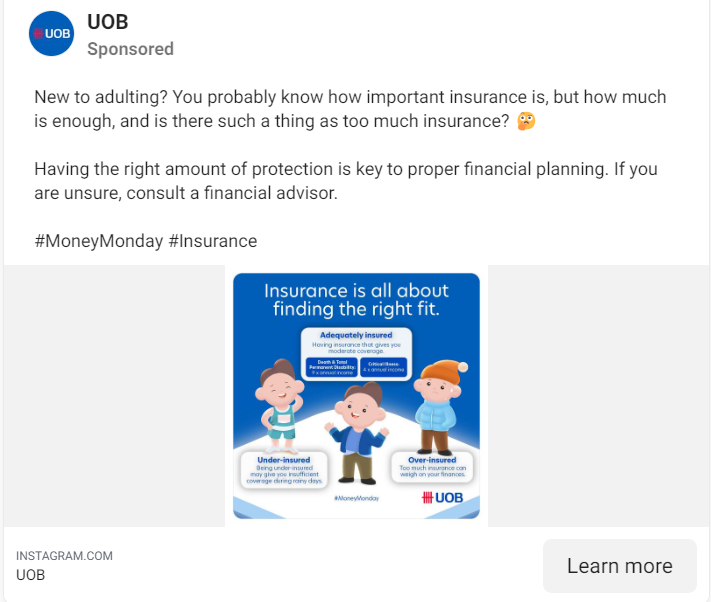 UOB
UOB
Sponsored
New to adulting? You probably know how important insurance is, but how much
is enough, and is there such a thing as too much insurance? 🤔
Having the right amount of protection is key to proper financial planning. If you
are unsure, consult a financial advisor.
#MoneyMonday #Insurance
Insurance is all about
finding the right fit.
Adequately insured
Having insurance that gives you
moderate coverage.
Death & Total
Permanent Disability:
9 x annual income
Critical Illness:
4 x annual income
Under-insured
Being under-insured
may give you insufficient
coverage during rainy days.
Over-insured
Too much insurance can
weigh on your finances.
#MoneyMonday
UOB
INSTAGRAM.COM
UOB
Learn more